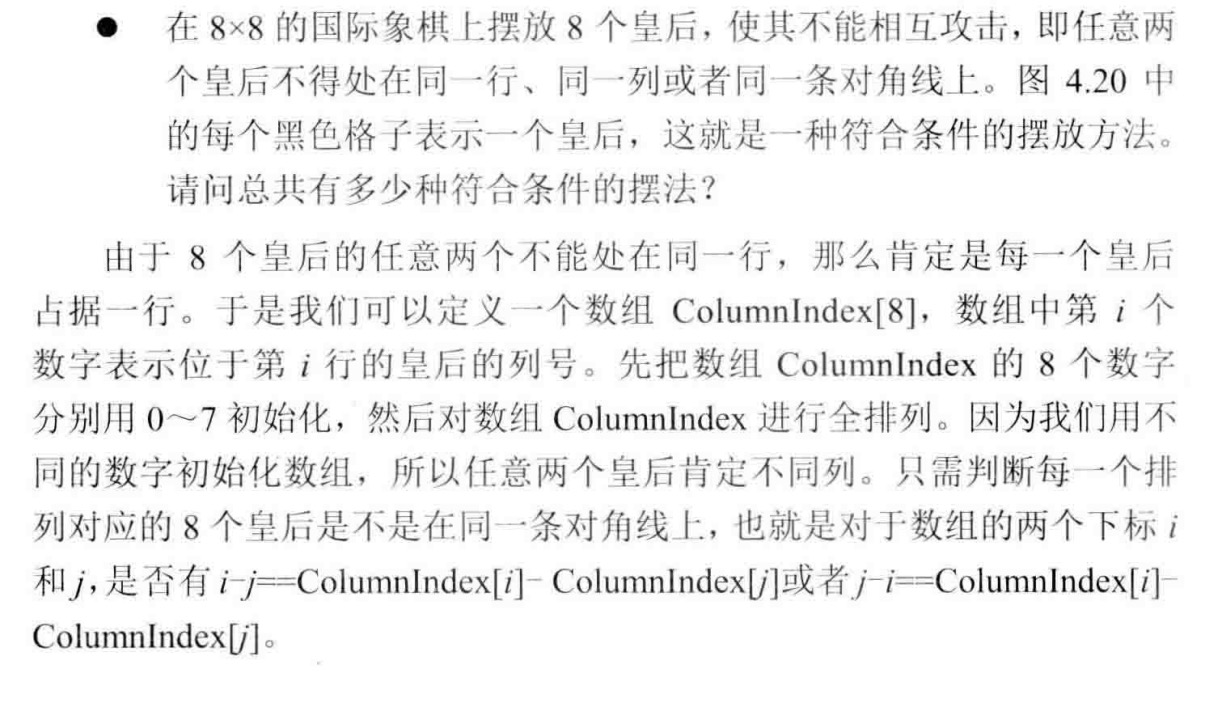 ● 在 8×8 的国际象棋上摆放 8 个皇后，使其不能相互攻击，即任意两
个皇后不得处在同一行、同一列或者同一条对角线上。图 4.20 中
的每个黑色格子表示一个皇后，这就是一种符合条件的摆放方法。
请问总共有多少种符合条件的摆法？
由于 8 个皇后的任意两个不能处在同一行，那么肯定是每一个皇后
占据一行。于是我们可以定义一个数组 ColumnIndex[8]，数组中第 i 个
数字表示位于第 i 行的皇后的列号。先把数组 ColumnIndex 的 8 个数字
分别用 0～7 初始化，然后对数组 ColumnIndex 进行全排列。因为我们用不
同的数字初始化数组，所以任意两个皇后肯定不同列。只需判断每一个排
列对应的 8 个皇后是不是在同一条对角线上，也就是对于数组的两个下标 i
和 j，是否有 i-j==ColumnIndex[i]- ColumnIndex[j]或者 j-i==ColumnIndex[i]-
ColumnIndex[j]。